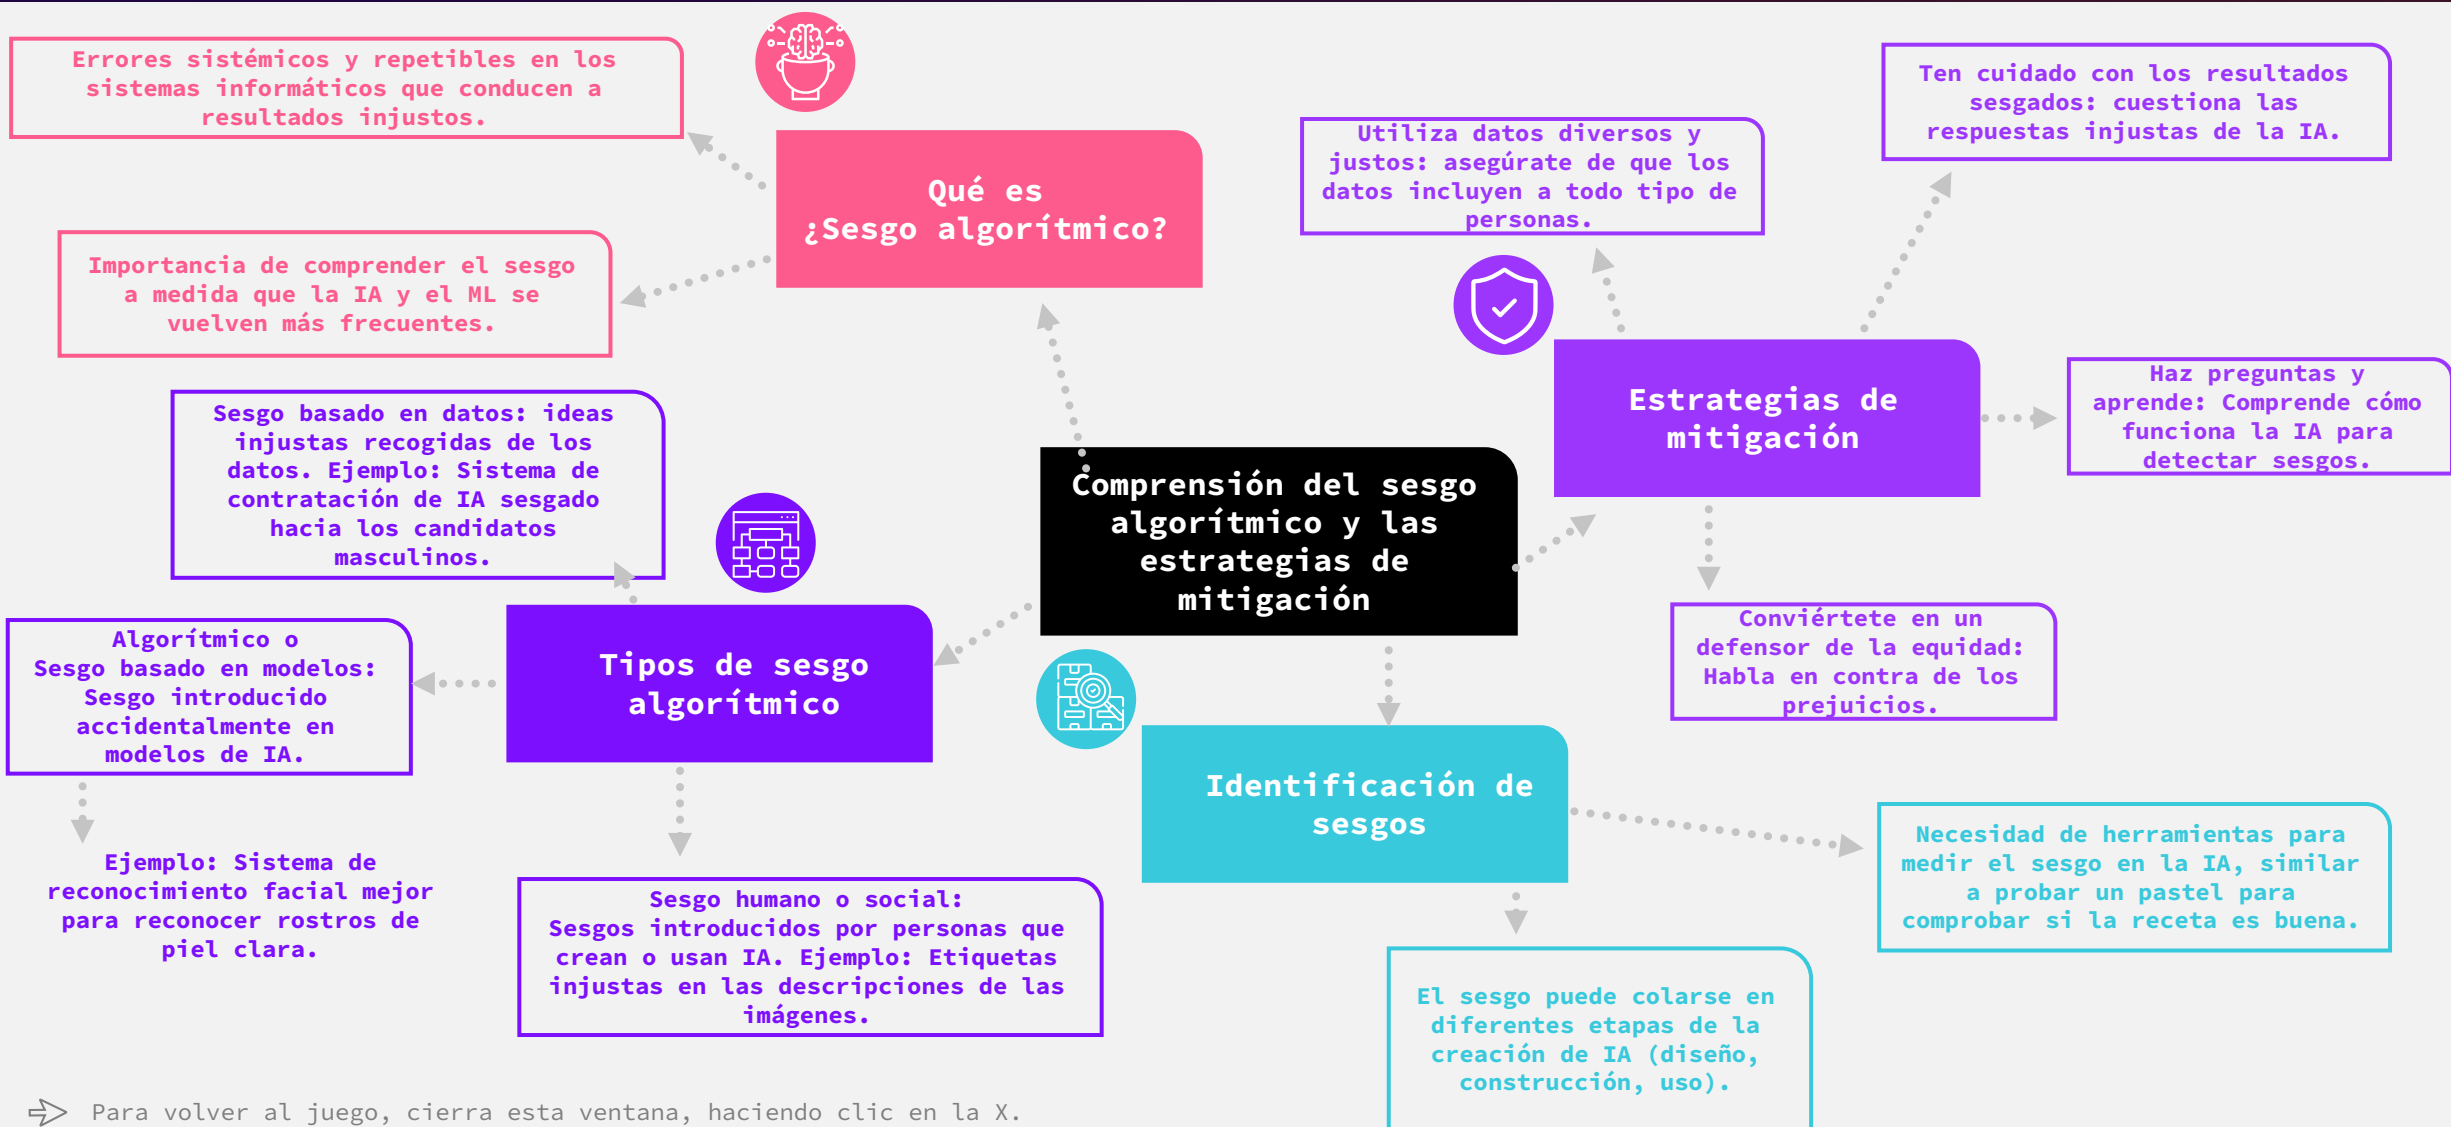 Errores sistémicos y repetibles en los
sistemas informáticos que conducen a
resultados injustos.
Qué es
¿Sesgo algorítmico?
Importancia de comprender el sesgo
a medida que la IA y el ML se
vuelven más frecuentes.
Utiliza datos diversos y
justos: asegúrate de que los
datos incluyen a todo tipo de
personas.
Ten cuidado con los resultados
sesgados: cuestiona las
respuestas injustas de la IA.
Estrategias de
mitigación
Haz preguntas y
aprende: Comprende cómo
funciona la IA para
detectar sesgos.
Conviértete en un
defensor de la equidad:
Habla en contra de los
prejuicios.
Comprensión del sesgo
algorítmico y las
estrategias de
mitigación
Sesgo basado en datos: ideas
injustas recogidas de los
datos. Ejemplo: Sistema de
contratación de IA sesgado
hacia los candidatos
masculinos.
Tipos de sesgo
algorítmico
Algorítmico o
Sesgo basado en modelos:
Sesgo introducido
accidentalmente en
modelos de IA.
Ejemplo: Sistema de
reconocimiento facial mejor
para reconocer rostros de
piel clara.
Sesgo humano o social:
Sesgos introducidos por personas que
crean o usan IA. Ejemplo: Etiquetas
injustas en las descripciones de las
imágenes.
Identificación de
sesgos
Necesidad de herramientas para
medir el sesgo en la IA, similar
a probar un pastel para
comprobar si la receta es buena.
El sesgo puede colarse en
diferentes etapas de la
creación de IA (diseño,
construcción, uso).
Para volver al juego, cierra esta ventana, haciendo clic en la X.